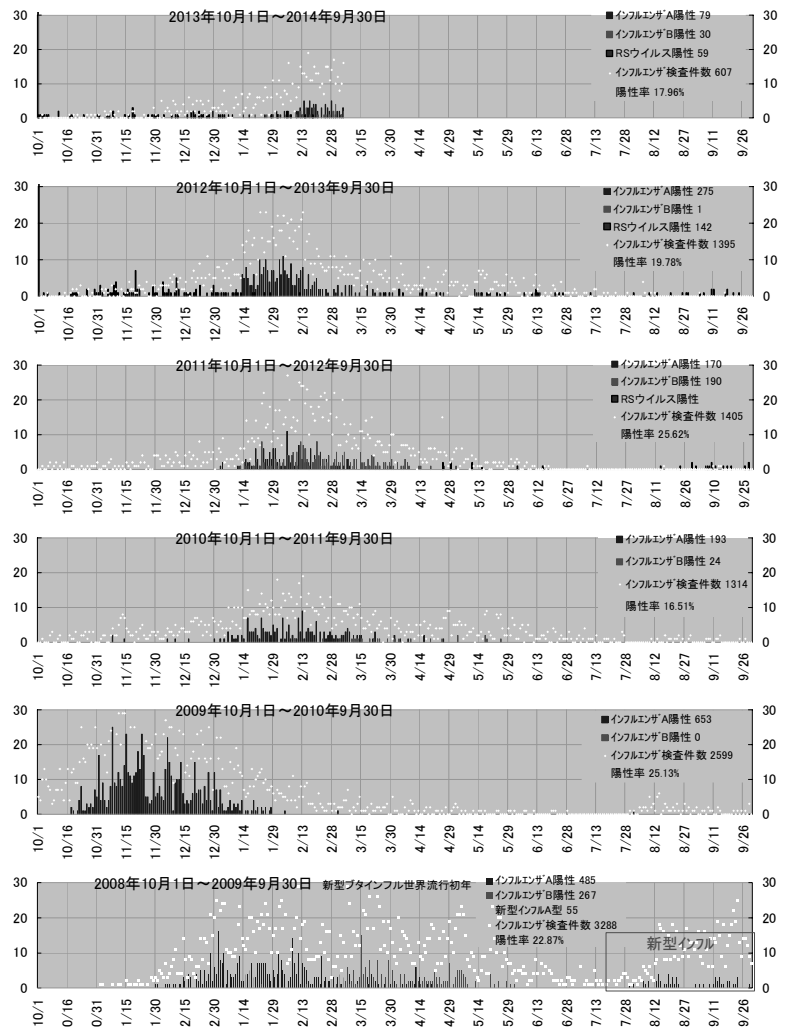 2013年10月1日～2014年9月30日
■インフルエンザA陽性 79
■インフルエンザB陽性 30
■RSウイルス陽性 59
インフルエンザ検査件数 607
陽性率 17.96%
30 20 10 0
30 20 10 0
10/1 10/16 10/31 11/15 11/30 12/15 12/30 1/14 1/29 2/13 2/28 3/15 3/30 4/14 4/29 5/14 5/29 6/13 6/28 7/13 7/28 8/12 8/27 9/11 9/26
2012年10月1日～2013年9月30日
■インフルエンザA陽性 275
■インフルエンザB陽性 1
■RSウイルス陽性 142
インフルエンザ検査件数 1395
陽性率 19.78%
30 20 10 0
30 20 10 0
10/1 10/16 10/31 11/15 11/30 12/15 12/30 1/14 1/29 2/13 2/28 3/15 3/30 4/14 4/29 5/14 5/29 6/13 6/28 7/13 7/28 8/12 8/27 9/11 9/26
2011年10月1日～2012年9月30日
■インフルエンザA陽性 170
■インフルエンザB陽性 190
■RSウイルス陽性
インフルエンザ検査件数 1405
陽性率 25.62%
30 20 10 0
30 20 10 0
10/1 10/16 10/31 11/15 11/30 12/15 12/30 1/14 1/29 2/13 2/28 3/14 3/29 4/13 4/28 5/13 5/28 6/12 6/27 7/12 7/27 8/11 8/26 9/10 9/25
2010年10月1日～2011年9月30日
■インフルエンザA陽性 193
■インフルエンザB陽性 24
インフルエンザ検査件数 1314
陽性率 16.51%
30 20 10 0
30 20 10 0
10/1 10/16 10/31 11/15 11/30 12/15 12/30 1/14 1/29 2/13 2/28 3/15 3/30 4/14 4/29 5/14 5/29 6/13 6/28 7/13 7/28 8/12 8/27 9/11 9/26
2009年10月1日～2010年9月30日
■インフルエンザA陽性 653
■インフルエンザB陽性 0
インフルエンザ検査件数 2599
陽性率 25.13%
30 20 10 0
30 20 10 0
10/1 10/16 10/31 11/15 11/30 12/15 12/30 1/14 1/29 2/13 2/28 3/15 3/30 4/14 4/29 5/14 5/29 6/13 6/28 7/13 7/28 8/12 8/27 9/11 9/26
2008年10月1日～2009年9月30日 新型ブタインフル世界流行初年
■インフルエンザA陽性 485
■インフルエンザB陽性 267
新型インフルA型 55
インフルエンザ検査件数 3288
陽性率 22.87%
新型インフル
30 20 10 0
30 20 10 0
10/1 0/16 0/31 11/15 11/30 12/15 12/30 1/14 1/29 2/13 2/28 3/15 3/30 4/14 4/29 5/14 5/29 6/13 6/28 7/13 7/28 8/12 8/27 9/11 9/26